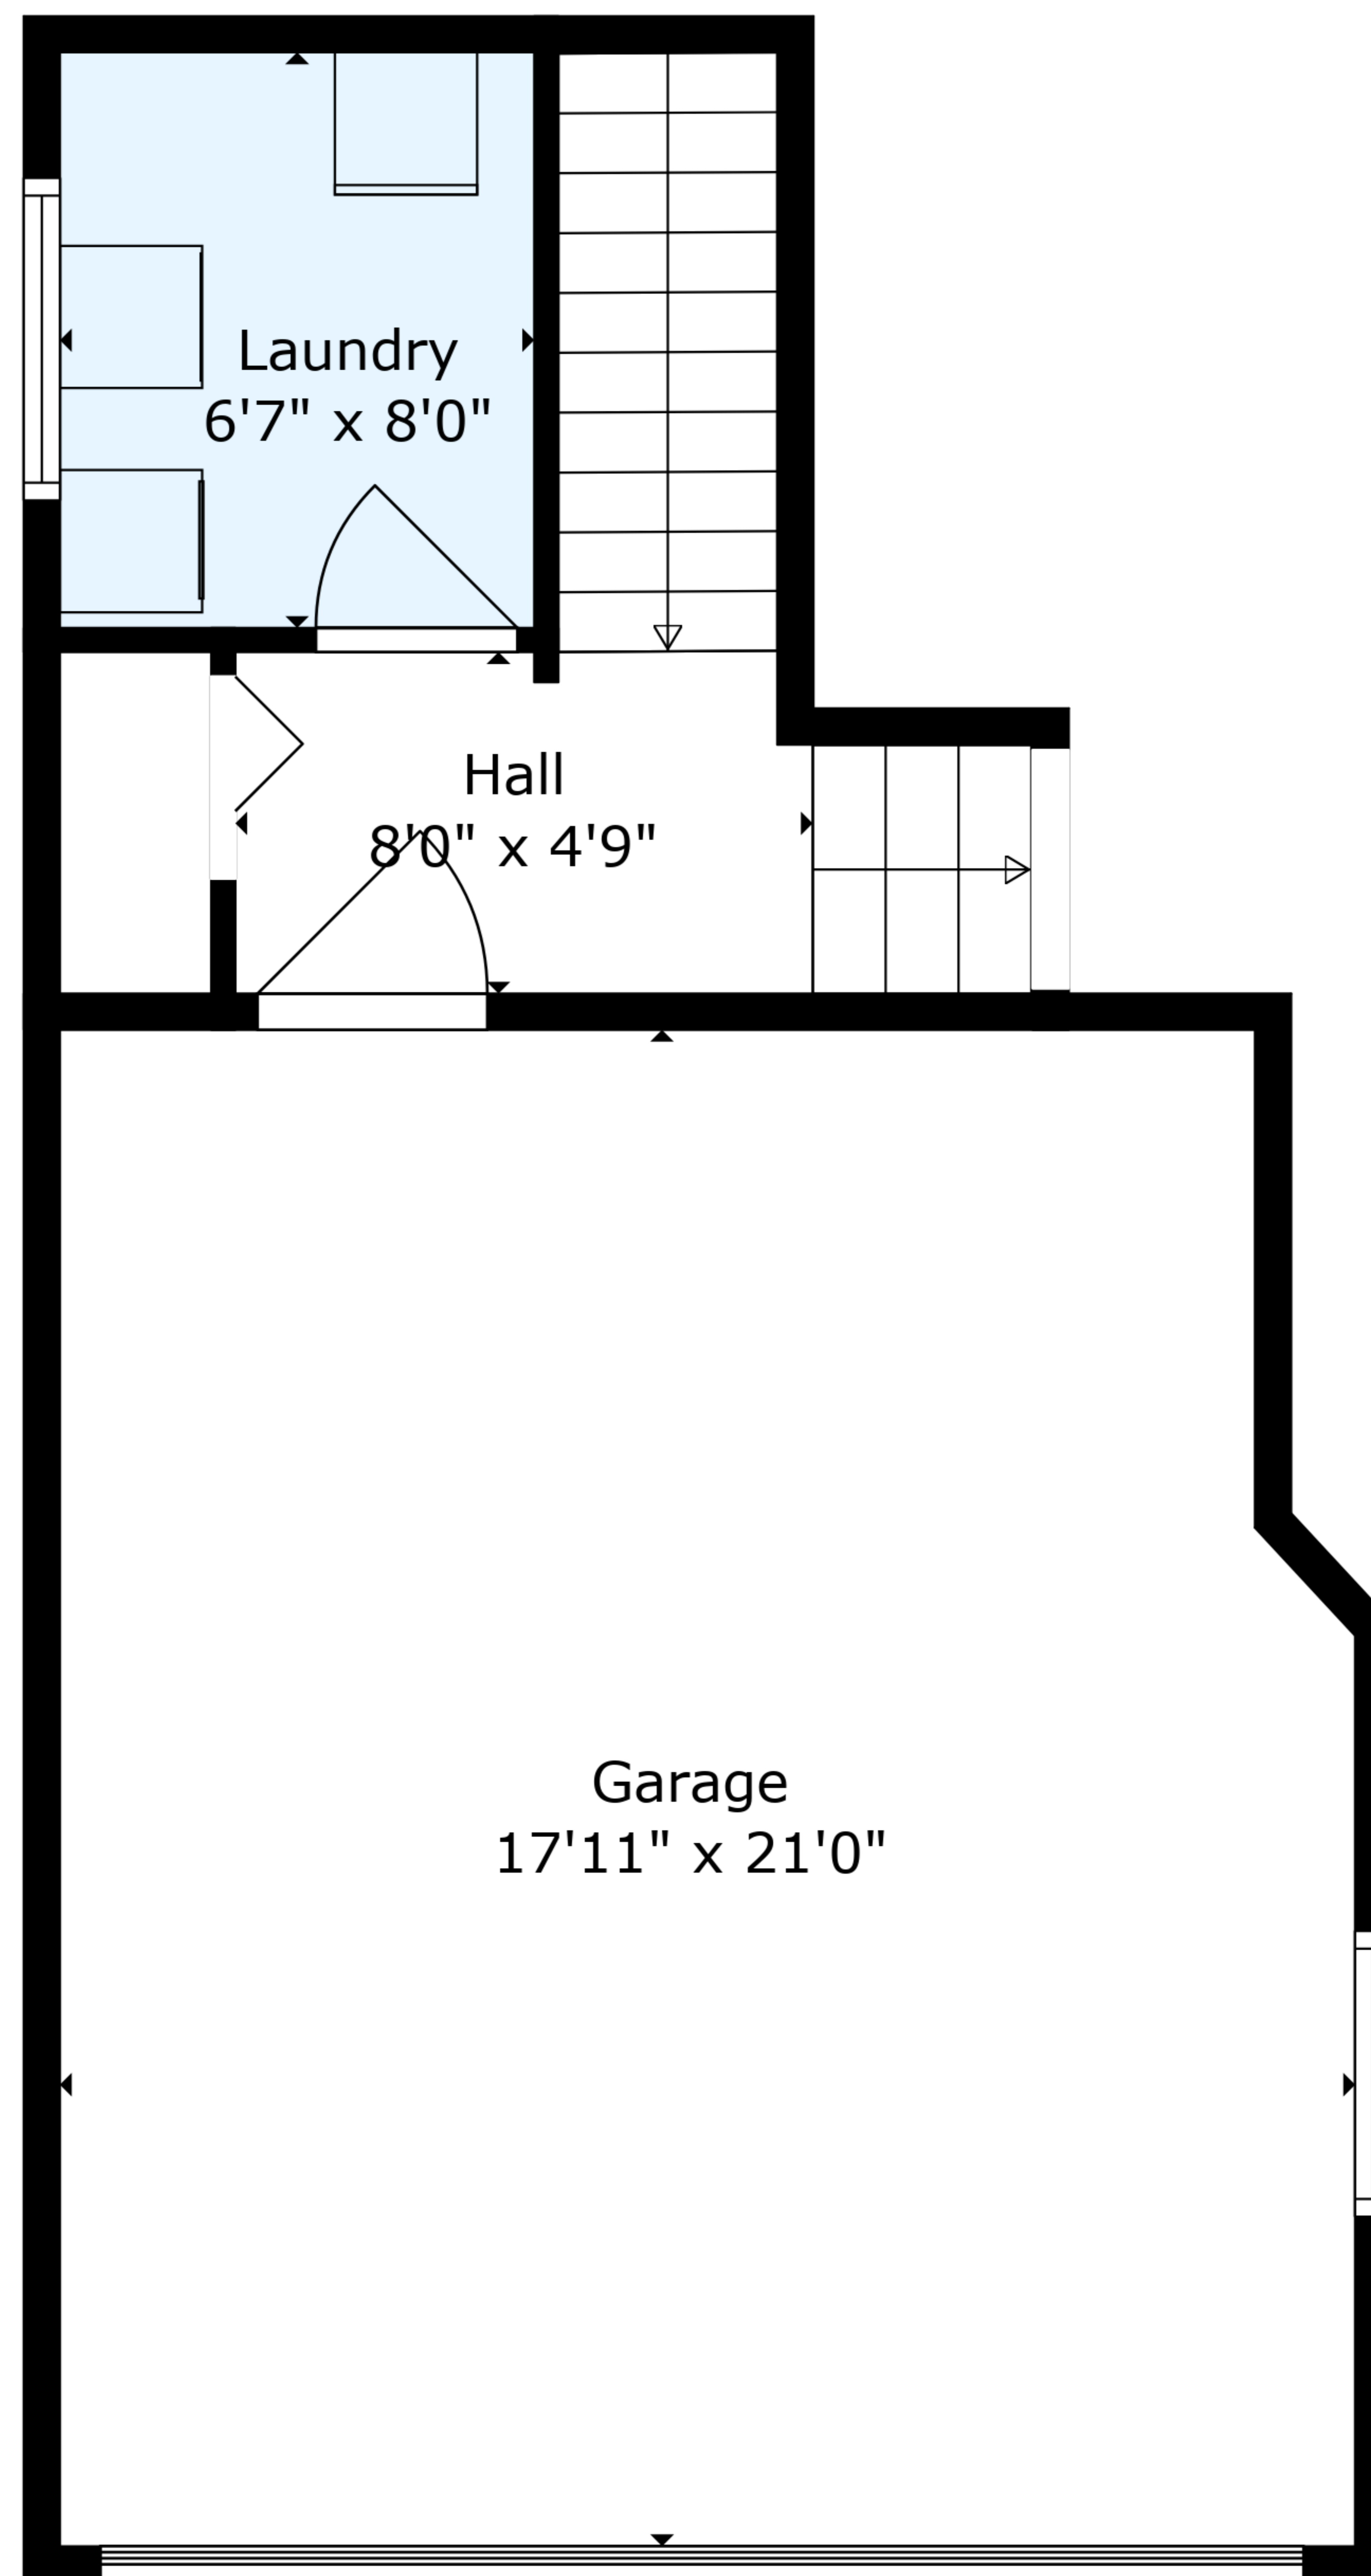 Laundry
6'7" x 8'0"
Hall
8'0" x 4'9"
Garage
17'11" x 21'0"